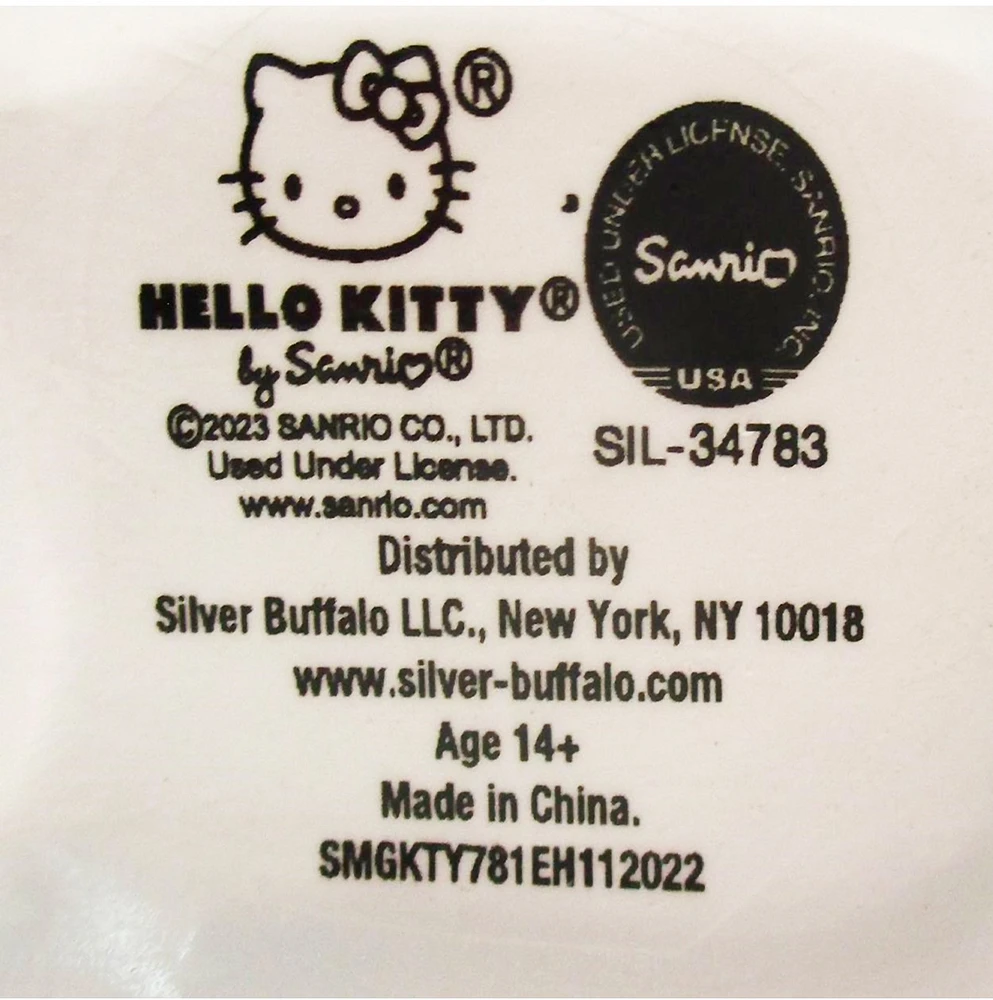 ®
HELLO KITTY®
by Sanrio®
©2023 SANRIO CO., LTD.
Used Under License.
www.sanrio.com
USED UNDER LICENSE. SANRIO, INC.
Sanrio
USA
SIL-34783
Distributed by
Silver Buffalo LLC., New York, NY 10018
www.silver-buffalo.com
Age 14+
Made in China.
SMGKTY781EH112022